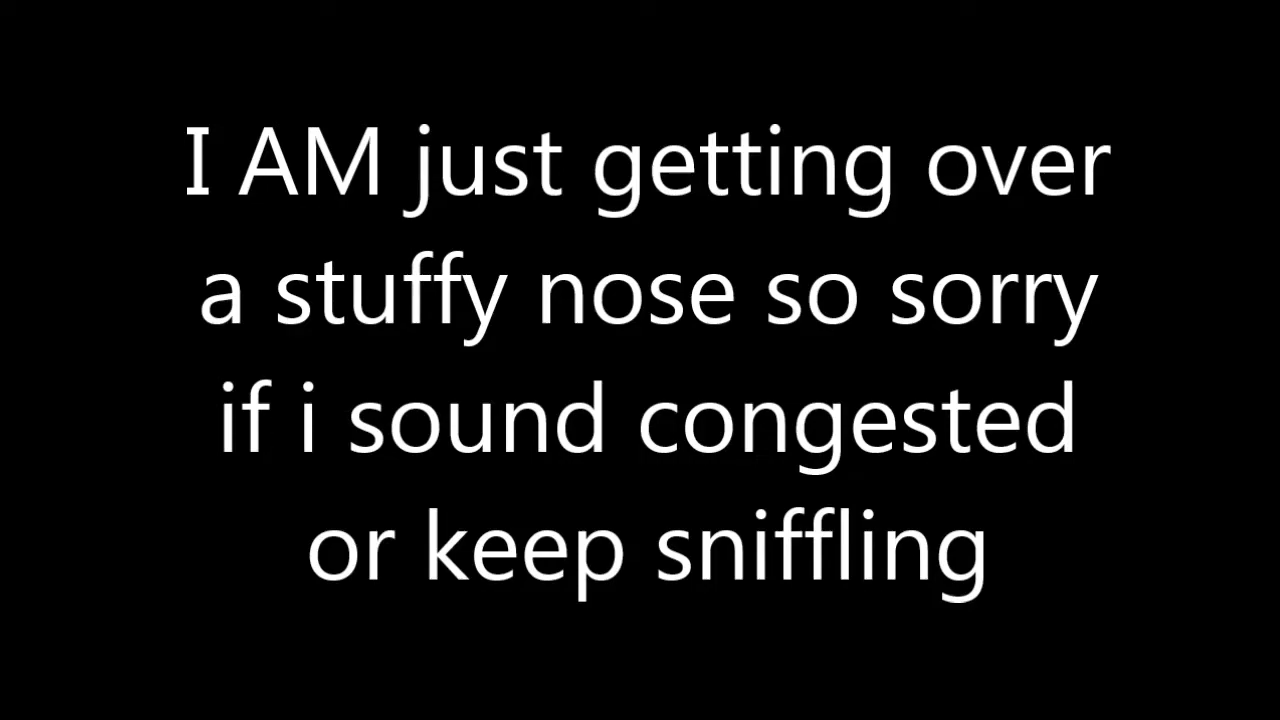 I AM just getting over
a stuffy nose so sorry
if i sound congested
or keep sniffling